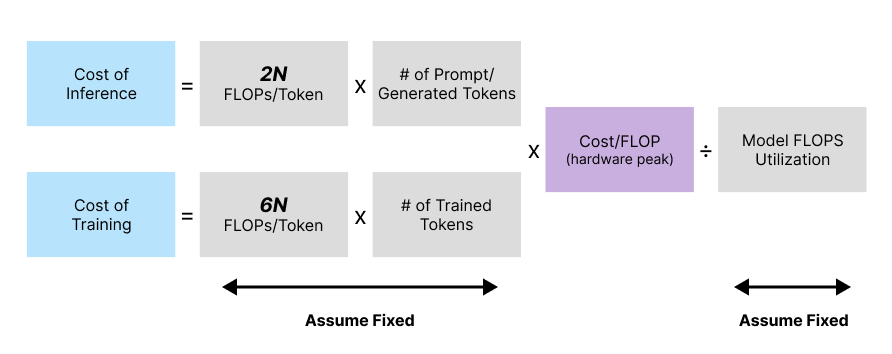 Cost of
Inference
=
2N
FLOPs/Token
x
# of Prompt/
Generated Tokens
x
Cost/FLOP
(hardware peak)
÷
Model FLOPS
Utilization
Cost of
Training
=
6N
FLOPs/Token
x
# of Trained
Tokens
Assume Fixed
Assume Fixed